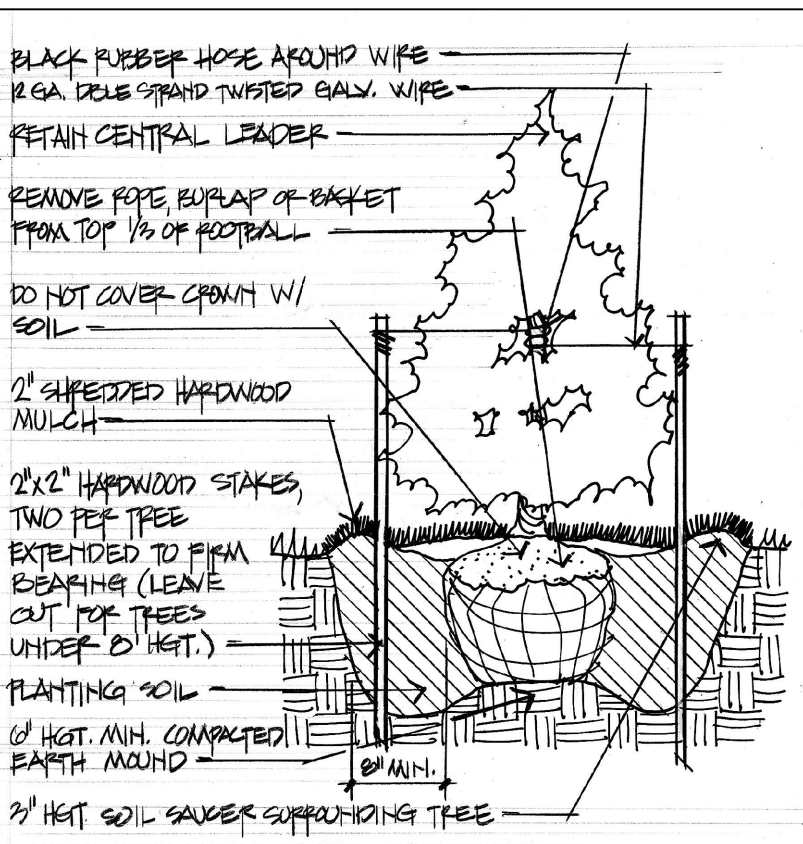 BLACK RUBBER HOSE AROUND WIRE
12 GA. DBLE STRAND TWISTED GALV. WIRE
RETAIN CENTRAL LEADER
REMOVE ROPE, BURLAP OR BASKET
FROM TOP 1/3 OF ROOTBALL
DO NOT COVER CROWN W/
SOIL
2" SHREDDED HARDWOOD
MULCH
2"x2" HARDWOOD STAKES,
TWO PER TREE
EXTENDED TO FIRM
BEARING (LEAVE
OUT FOR TREES
UNDER 8' HGT.)
PLANTING SOIL
6" HGT. MIN. COMPACTED
EARTH MOUND
8" MIN.
3" HGT. SOIL SAUCER SURROUNDING TREE